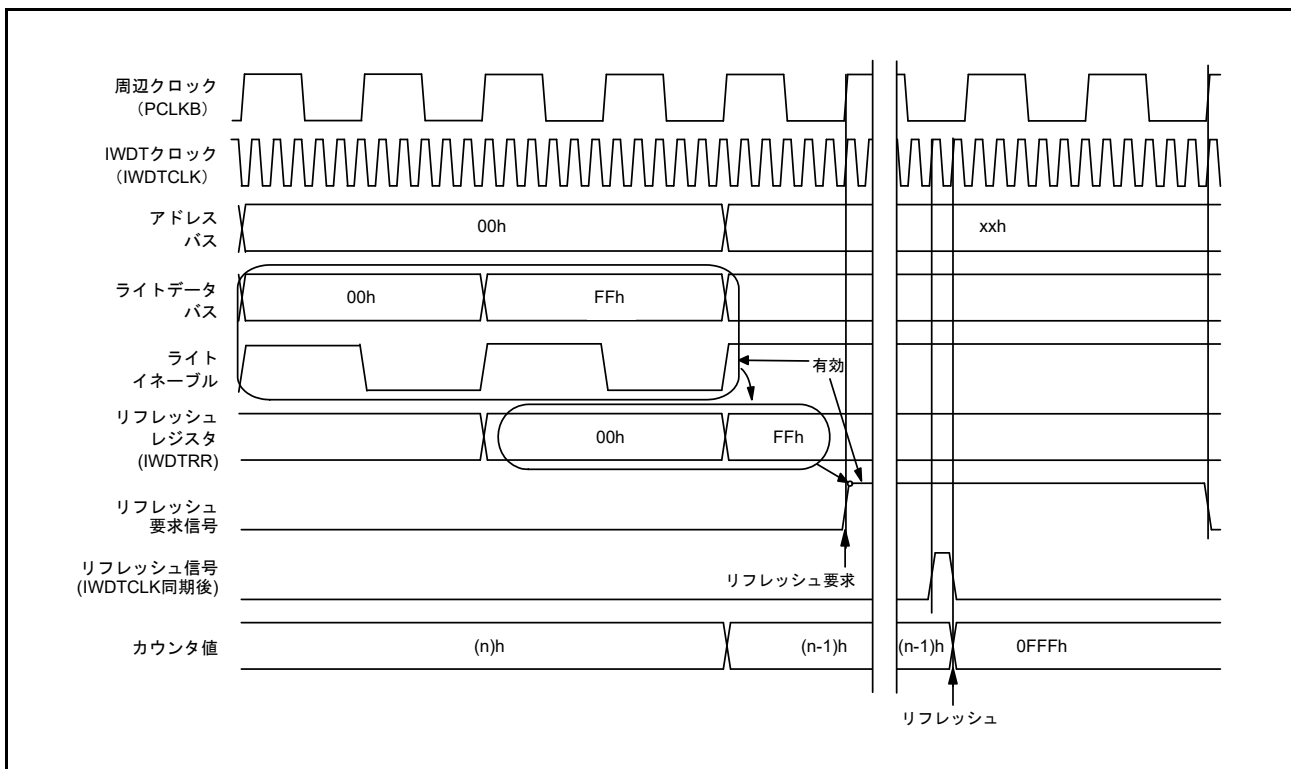 周辺クロック
（PCLKB）
IWDTクロック
（IWDTCLK）
アドレス
バス
00h
xxh
ライトデータ
バス
00h
FFh
ライト
イネーブル
有効
リフレッシュ
レジスタ
(IWDTRR)
00h
FFh
リフレッシュ
要求信号
リフレッシュ要求
リフレッシュ信号
(IWDTCLK同期後)
カウンタ値
(n)h
(n-1)h
(n-1)h
0FFFh
リフレッシュ